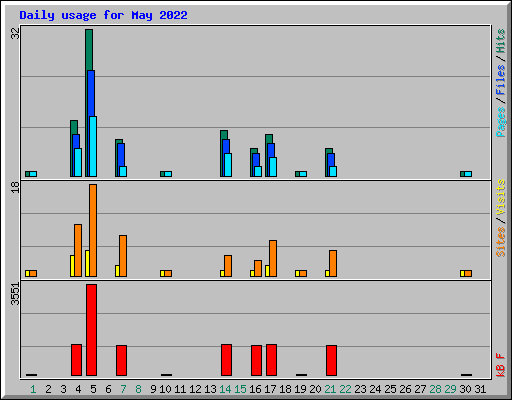 Daily usage for May 2022
32
18
3551
Pages / Files / Hits
Sites / Visits
kB F
1 2 3 4 5 6 7 8 9 10 11 12 13 14 15 16 17 18 19 20 21 22 23 24 25 26 27 28 29 30 31